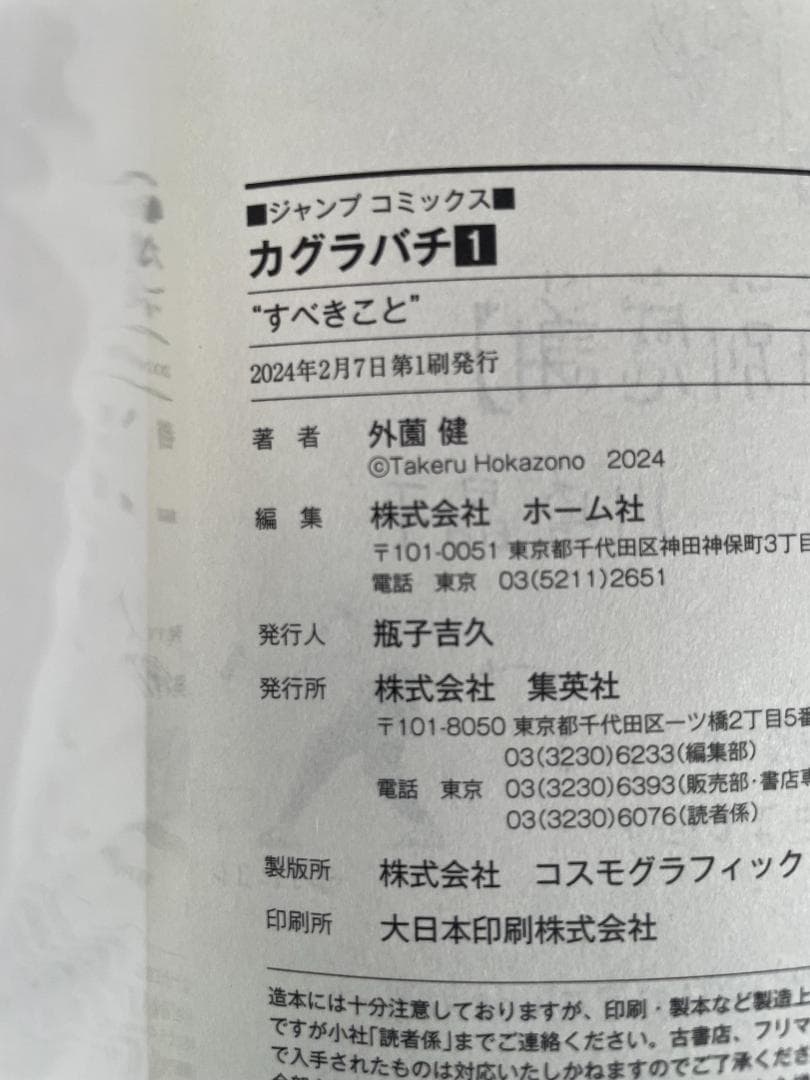 ■ジャンプ コミックス■
カグラバチ1
“すべきこと”
2024年2月7日第1刷発行
著 者 外薗 健
©Takeru Hokazono 2024
編 集 株式会社 ホーム社
〒101-0051 東京都千代田区神田神保町3丁目
電話 東京 03(5211)2651
発行人 瓶子吉久
発行所 株式会社 集英社
〒101-8050 東京都千代田区一ツ橋2丁目5番
03(3230)6233(編集部)
電話 東京 03(3230)6393(販売部・書店専
03(3230)6076(読者係)
製版所 株式会社 コスモグラフィック
印刷所 大日本印刷株式会社
造本には十分注意しておりますが、印刷・製本など製造上
ですが小社「読者係」までご連絡ください。古書店、フリマ
で入手されたものは対応いたしかねますのでご了承くださ